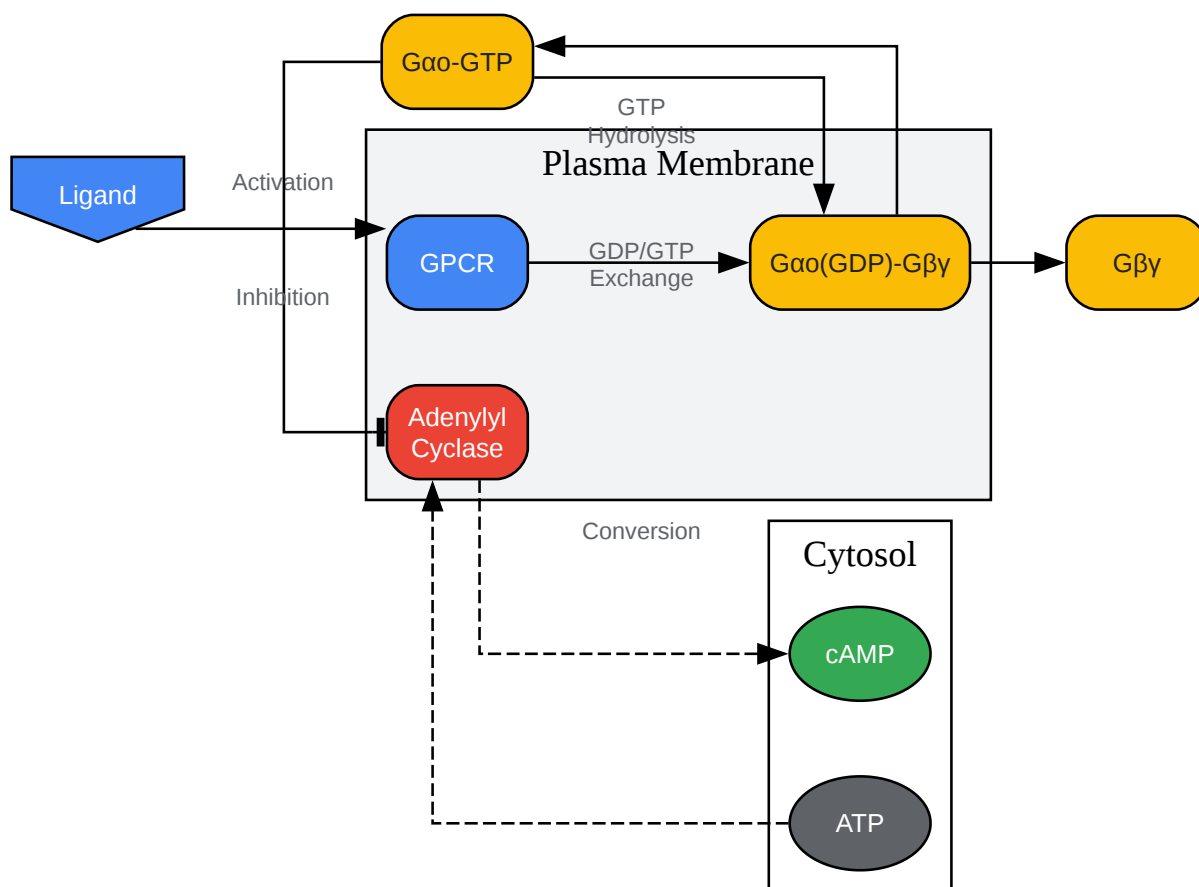 Gαo-GTP
GTP
Hydrolysis
Plasma Membrane
Ligand
Activation
GPCR
GDP/GTP
Exchange
Gαo(GDP)-Gβγ
Gβγ
Inhibition
Adenylyl
Cyclase
Conversion
Cytosol
cAMP
ATP